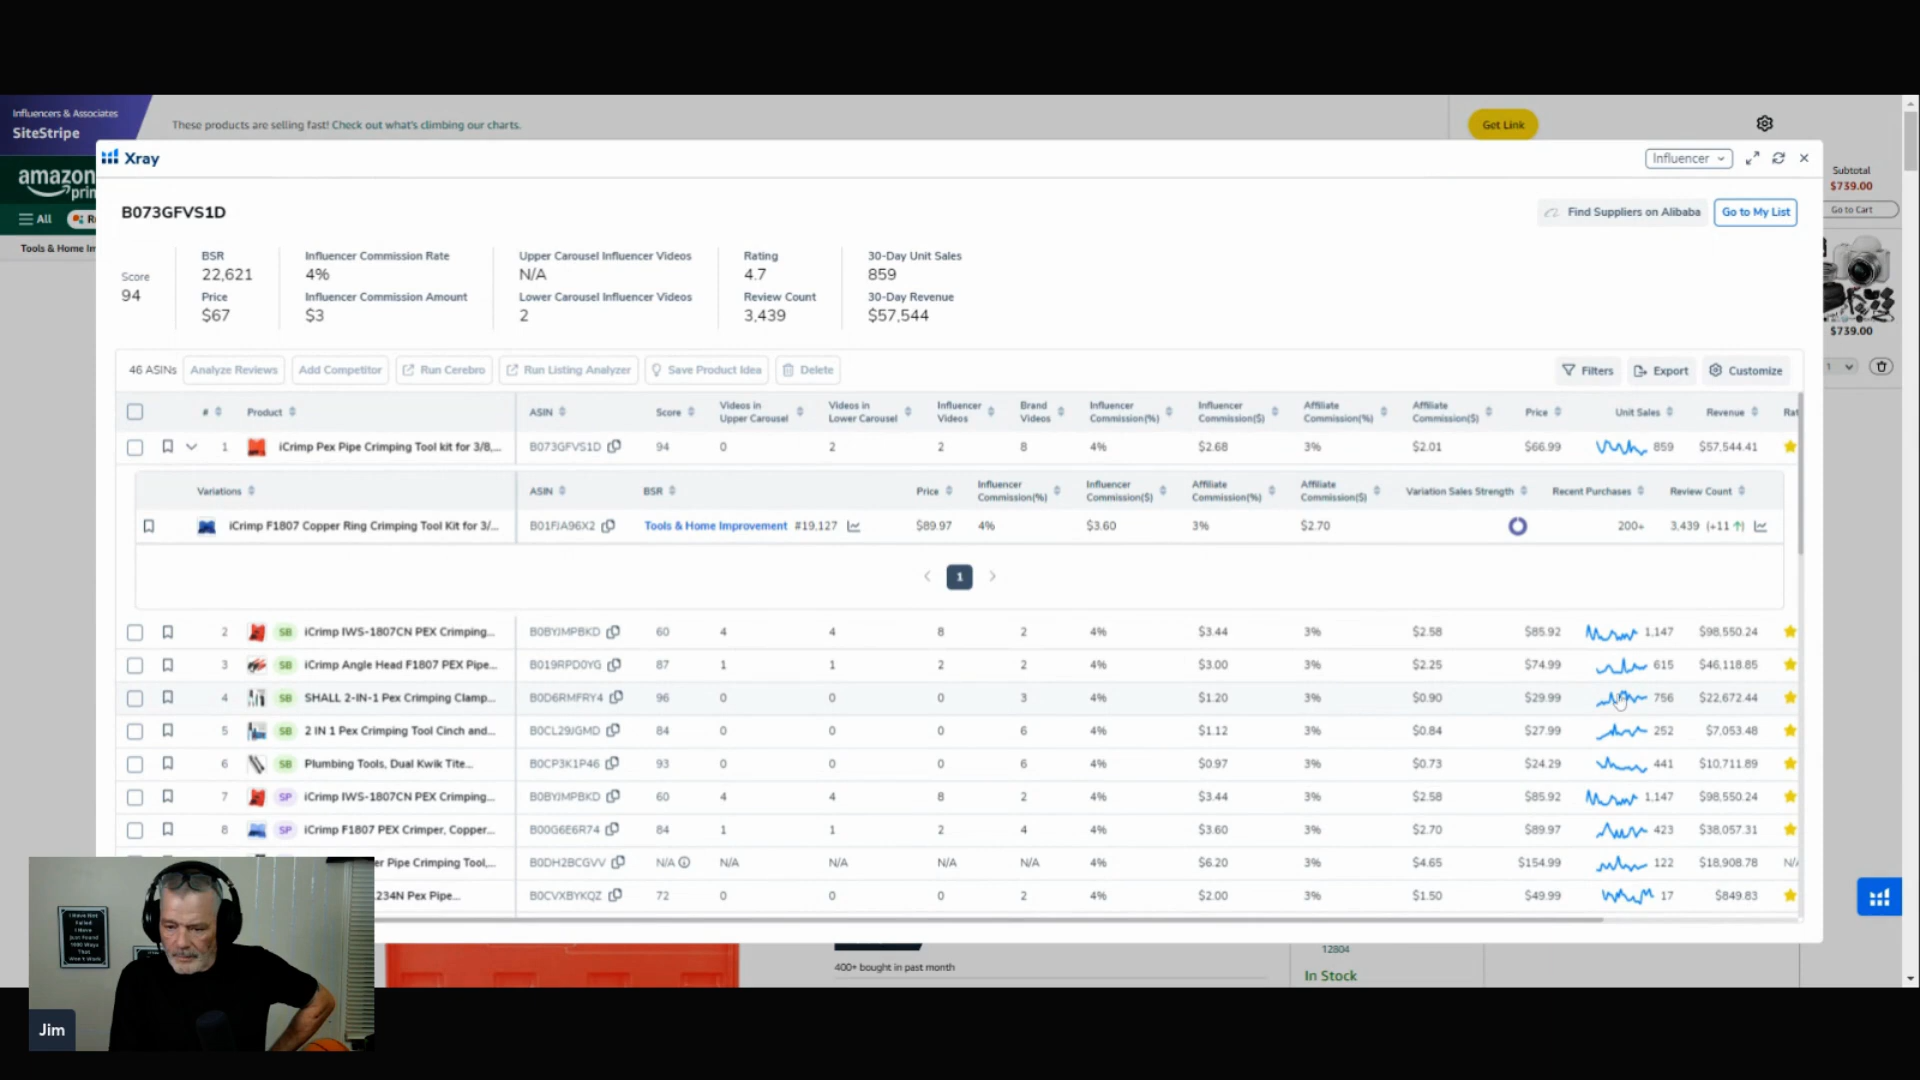 Influencers & Associates
SiteStripe
These products are selling fast! Check out what's climbing our charts.
Get Link
Xray
Influencer
amazon
prim
All
Tools & Home Im
Subtotal
$739.00
Go to Cart
$739.00
1
B073GFVS1D
Find Suppliers on Alibaba
Go to My List
Score
94
BSR
22,621
Price
$67
Influencer Commission Rate
4%
Influencer Commission Amount
$3
Upper Carousel Influencer Videos
N/A
Lower Carousel Influencer Videos
2
Rating
4.7
Review Count
3,439
30-Day Unit Sales
859
30-Day Revenue
$57,544
46 ASINs Analyze Reviews Add Competitor Run Cerebro Run Listing Analyzer Save Product Idea Delete Filters Export Customize
# Product ASIN Score Videos in Upper Carousel Videos in Lower Carousel Influencer Videos Brand Videos Influencer Commission(%) Influencer Commission($) Affiliate Commission(%) Affiliate Commission($) Price Unit Sales Revenue Rat
1 iCrimp Pex Pipe Crimping Tool kit for 3/8,... B073GFVS1D 94 0 2 2 8 4% $2.68 3% $2.01 $66.99 859 $57,544.41
Variations ASIN BSR Price Influencer Commission(%) Influencer Commission($) Affiliate Commission(%) Affiliate Commission($) Variation Sales Strength Recent Purchases Review Count
iCrimp F1807 Copper Ring Crimping Tool Kit for 3/... B01FJA96X2 Tools & Home Improvement #19,127 $89.97 4% $3.60 3% $2.70 200+ 3,439 (+11 ↑)
< 1 >
2 SB iCrimp IWS-1807CN PEX Crimping... B0BYJMPBKD 60 4 4 8 2 4% $3.44 3% $2.58 $85.92 1,147 $98,550.24
3 SB iCrimp Angle Head F1807 PEX Pipe... B019RPD0YG 87 1 1 2 2 4% $3.00 3% $2.25 $74.99 615 $46,118.85
4 SB SHALL 2-IN-1 Pex Crimping Clamp... B0D6RMFRY4 96 0 0 0 3 4% $1.20 3% $0.90 $29.99 756 $22,672.44
5 SB 2 IN 1 Pex Crimping Tool Cinch and... B0CL29JGMD 84 0 0 0 6 4% $1.12 3% $0.84 $27.99 252 $7,053.48
6 SB Plumbing Tools, Dual Kwik Tite... B0CP3K1P46 93 0 0 0 6 4% $0.97 3% $0.73 $24.29 441 $10,711.89
7 SP iCrimp IWS-1807CN PEX Crimping... B0BYJMPBKD 60 4 4 8 2 4% $3.44 3% $2.58 $85.92 1,147 $98,550.24
8 SP iCrimp F1807 PEX Crimper, Copper... B00G6E6R74 84 1 1 2 4 4% $3.60 3% $2.70 $89.97 423 $38,057.31
er Pipe Crimping Tool,... B0DH2BCGVV N/A N/A N/A N/A N/A 4% $6.20 3% $4.65 $154.99 122 $18,908.78 N/A
.234N Pex Pipe... B0CVXBYKQZ 72 0 0 0 2 4% $2.00 3% $1.50 $49.99 17 $849.83
400+ bought in past month
12804
In Stock
I Have Not
Failed
I Have
Just Found
1000 Ways
That
Won't Work
Jim